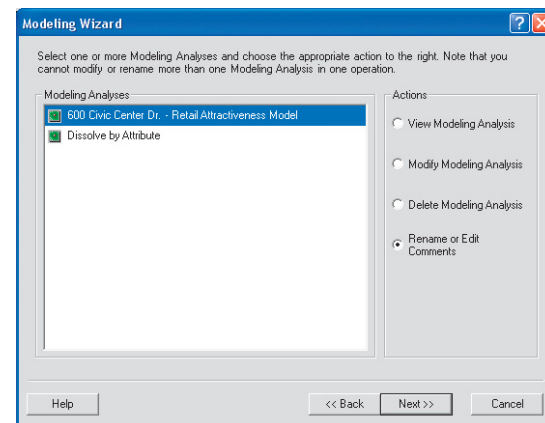 Modeling Wizard
Select one or more Modeling Analyses and choose the appropriate action to the right. Note that you
cannot modify or rename more than one Modeling Analysis in one operation.
Modeling Analyses
600 Civic Center Dr. - Retail Attractiveness Model
Dissolve by Attribute
Actions
View Modeling Analysis
Modify Modeling Analysis
Delete Modeling Analysis
Rename or Edit
Comments
Help
<< Back
Next >>
Cancel